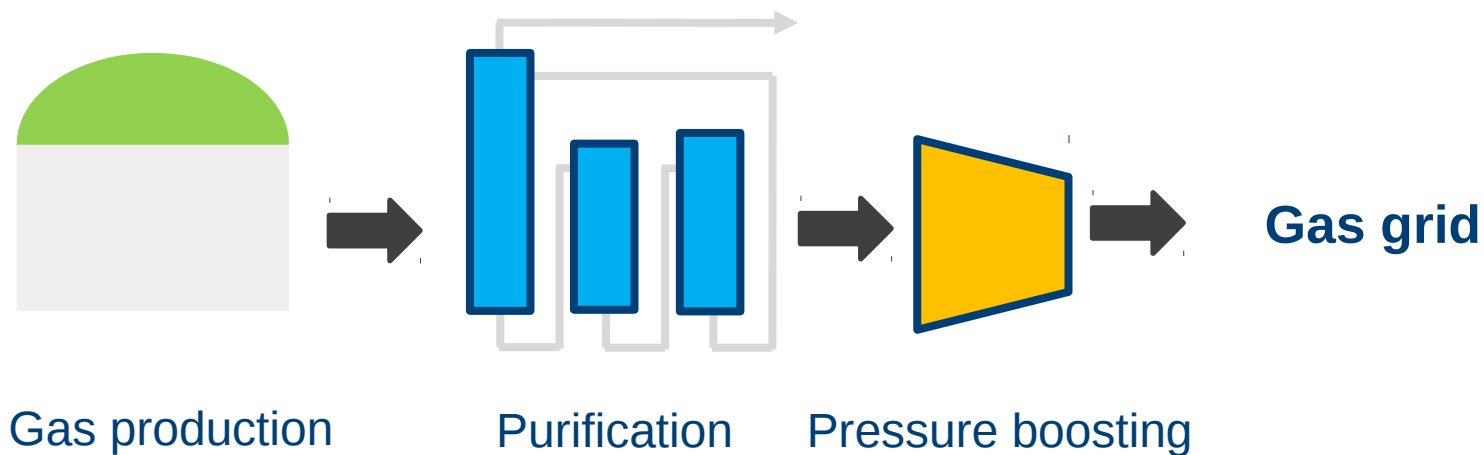 Gas grid
Gas production
Purification
Pressure boosting